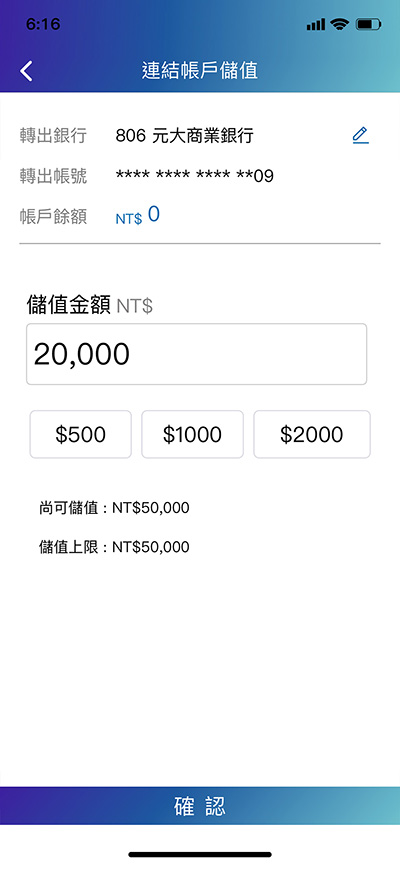 6:16
連結帳戶儲值
轉出銀行 806 元大商業銀行
轉出帳號 **** **** **** **09
帳戶餘額 NT$ 0
儲值金額 NT$
20,000
$500 $1000 $2000
尚可儲值 : NT$50,000
儲值上限 : NT$50,000
確認